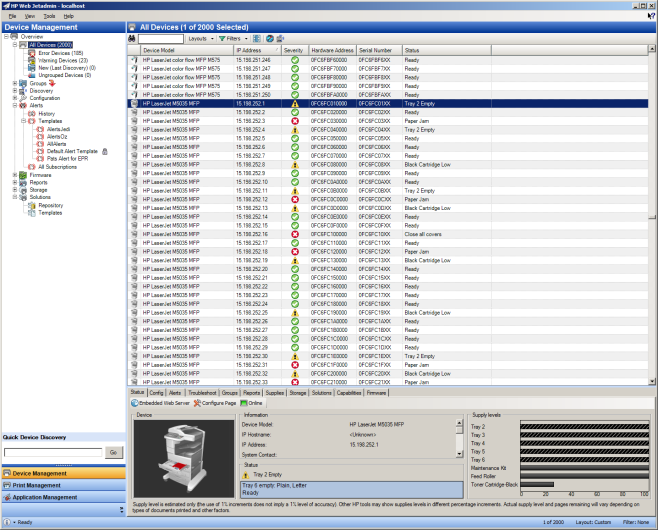 HP Web Jetadmin - localhost
File View Tools Help
Device Management
Overview
All Devices (2000)
Error Devices (185)
Warning Devices (23)
New (Last Discovery) (0)
Ungrouped Devices (0)
Groups
Discovery
Configuration
Alerts
History
Templates
AlertsJedi
AlertsOz
AllAlerts
Default Alert Template
Pats Alert for EPR
All Subscriptions
Firmware
Reports
Storage
Solutions
Repository
Templates
Quick Device Discovery
Go
Device Management
Print Management
Application Management
All Devices (1 of 2000 Selected)
Layouts Filters
Device Model IP Address Severity Hardware Address Serial Number Status
HP LaserJet color flow MFP M575 15.198.251.246 0FC6FBF60000 0FC6FBF6XX Ready
HP LaserJet color flow MFP M575 15.198.251.247 0FC6FBF70000 0FC6FBF7XX Ready
HP LaserJet color flow MFP M575 15.198.251.248 0FC6FBF80000 0FC6FBF8XX Ready
HP LaserJet color flow MFP M575 15.198.251.249 0FC6FBF90000 0FC6FBF9XX Ready
HP LaserJet color flow MFP M575 15.198.251.250 0FC6FBFA0000 0FC6FBFAXX Ready
HP LaserJet M5035 MFP 15.198.252.1 0FC6FC010000 0FC6FC01XX Tray 2 Empty
HP LaserJet M5035 MFP 15.198.252.2 0FC6FC020000 0FC6FC02XX Ready
HP LaserJet M5035 MFP 15.198.252.3 0FC6FC030000 0FC6FC03XX Paper Jam
HP LaserJet M5035 MFP 15.198.252.4 0FC6FC040000 0FC6FC04XX Tray 2 Empty
HP LaserJet M5035 MFP 15.198.252.5 0FC6FC050000 0FC6FC05XX Ready
HP LaserJet M5035 MFP 15.198.252.6 0FC6FC060000 0FC6FC06XX Ready
HP LaserJet M5035 MFP 15.198.252.7 0FC6FC070000 0FC6FC07XX Ready
HP LaserJet M5035 MFP 15.198.252.8 0FC6FC080000 0FC6FC08XX Black Cartridge Low
HP LaserJet M5035 MFP 15.198.252.9 0FC6FC090000 0FC6FC09XX Ready
HP LaserJet M5035 MFP 15.198.252.10 0FC6FC0A0000 0FC6FC0AXX Ready
HP LaserJet M5035 MFP 15.198.252.11 0FC6FC0B0000 0FC6FC0BXX Tray 2 Empty
HP LaserJet M5035 MFP 15.198.252.12 0FC6FC0C0000 0FC6FC0CXX Paper Jam
HP LaserJet M5035 MFP 15.198.252.13 0FC6FC0D0000 0FC6FC0DXX Black Cartridge Low
HP LaserJet M5035 MFP 15.198.252.14 0FC6FC0E0000 0FC6FC0EXX Ready
HP LaserJet M5035 MFP 15.198.252.15 0FC6FC0F0000 0FC6FC0FXX Ready
HP LaserJet M5035 MFP 15.198.252.16 0FC6FC100000 0FC6FC10XX Close all covers
HP LaserJet M5035 MFP 15.198.252.17 0FC6FC110000 0FC6FC11XX Ready
HP LaserJet M5035 MFP 15.198.252.18 0FC6FC120000 0FC6FC12XX Paper Jam
HP LaserJet M5035 MFP 15.198.252.19 0FC6FC130000 0FC6FC13XX Black Cartridge Low
HP LaserJet M5035 MFP 15.198.252.20 0FC6FC140000 0FC6FC14XX Ready
HP LaserJet M5035 MFP 15.198.252.21 0FC6FC150000 0FC6FC15XX Ready
HP LaserJet M5035 MFP 15.198.252.22 0FC6FC160000 0FC6FC16XX Ready
HP LaserJet M5035 MFP 15.198.252.23 0FC6FC170000 0FC6FC17XX Ready
HP LaserJet M5035 MFP 15.198.252.24 0FC6FC180000 0FC6FC18XX Ready
HP LaserJet M5035 MFP 15.198.252.25 0FC6FC190000 0FC6FC19XX Black Cartridge Low
HP LaserJet M5035 MFP 15.198.252.26 0FC6FC1A0000 0FC6FC1AXX Ready
HP LaserJet M5035 MFP 15.198.252.27 0FC6FC1B0000 0FC6FC1BXX Ready
HP LaserJet M5035 MFP 15.198.252.28 0FC6FC1C0000 0FC6FC1CXX Ready
HP LaserJet M5035 MFP 15.198.252.29 0FC6FC1D0000 0FC6FC1DXX Ready
HP LaserJet M5035 MFP 15.198.252.30 0FC6FC1E0000 0FC6FC1EXX Tray 2 Empty
HP LaserJet M5035 MFP 15.198.252.31 0FC6FC1F0000 0FC6FC1FXX Paper Jam
HP LaserJet M5035 MFP 15.198.252.32 0FC6FC200000 0FC6FC20XX Black Cartridge Low
HP LaserJet M5035 MFP 15.198.252.33 0FC6FC210000 0FC6FC21XX Paper Jam
Status Config Alerts Troubleshoot Groups Reports Supplies Storage Solutions Capabilities Firmware
Embedded Web Server Configure Page Online
Device
Information
Device Model: HP LaserJet M5035 MFP
IP Hostname: <Unknown>
IP Address 15.198.252.1
System Contact:
Status
Tray 2 Empty
Tray 6 empty: Plain, Letter
Ready
Supply levels
Tray 2
Tray 3
Tray 4
Tray 5
Tray 6
Maintenance Kit
Feed Roller
Toner Cartridge-Black
0 20 40 60 80 100
Supply level is estimated only (the use of 1% increments does not imply a 1% level of accuracy). Other HP tools may show supplies levels in different percentage increments. Actual supply level and pages remaining will vary depending on
types of documents printed and other factors.
Ready 1 of 2000 Layout: Custom Filter: None